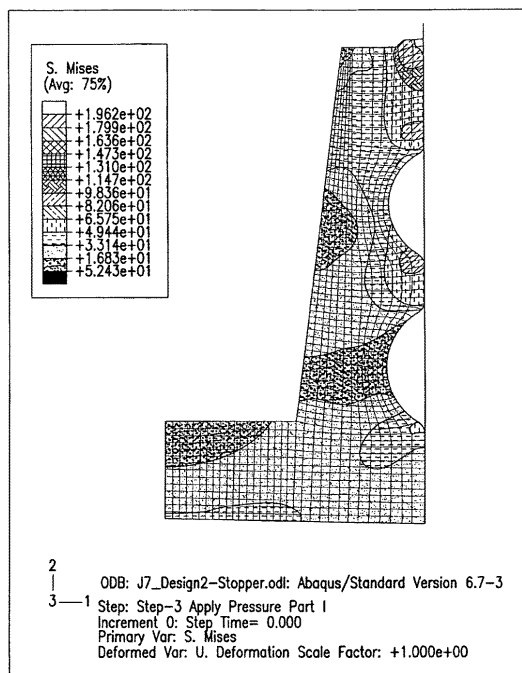 S. Mises
(Avg: 75%)
+1.962e+02
+1.799e+02
+1.636e+02
+1.473e+02
+1.310e+02
+1.147e+02
+9.836e+01
+8.206e+01
+6.575e+01
+4.944e+01
+3.314e+01
+1.683e+01
+5.243e+01
2
3 1
ODB: J7_Design2-Stopper.odl: Abaqus/Standard Version 6.7-3
Step: Step-3 Apply Pressure Part I
Increment 0: Step Time= 0.000
Primary Var: S. Mises
Deformed Var: U. Deformation Scale Factor: +1.000e+00